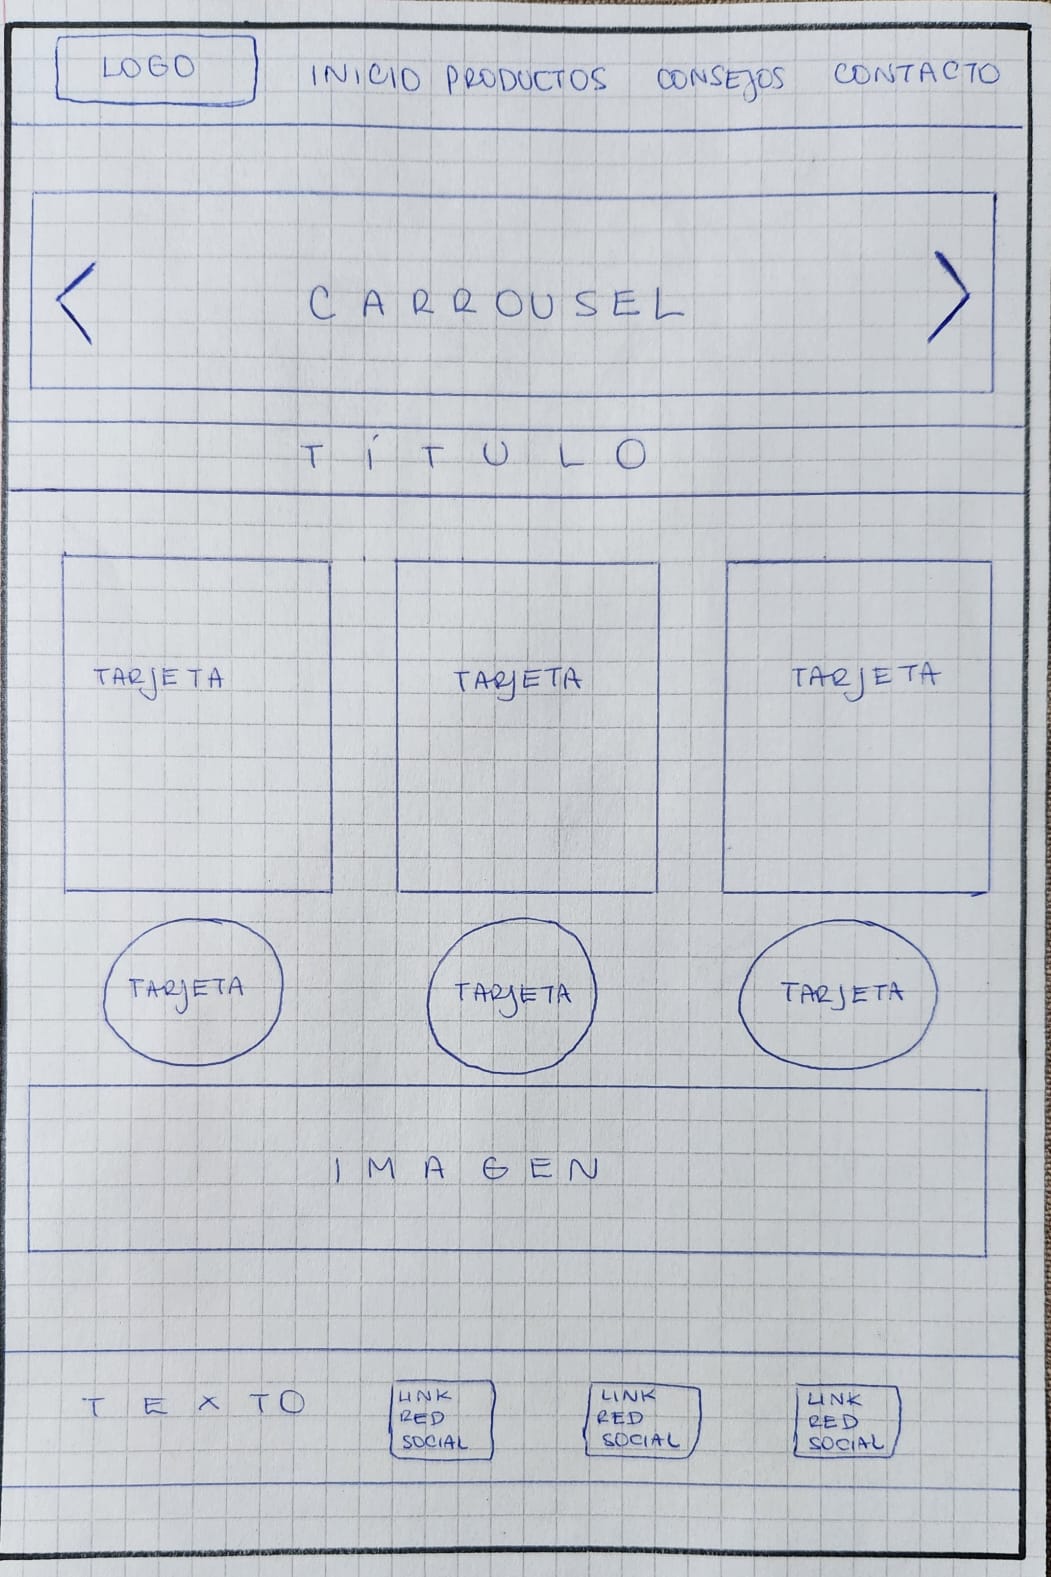 LOGO INICIO PRODUCTOS CONSEJOS CONTACTO
< CARROUSEL >
TÍTULO
TARJETA TARJETA TARJETA
TARJETA TARJETA TARJETA
IMAGEN
TEXTO
LINK
RED
SOCIAL
LINK
RED
SOCIAL
LINK
RED
SOCIAL